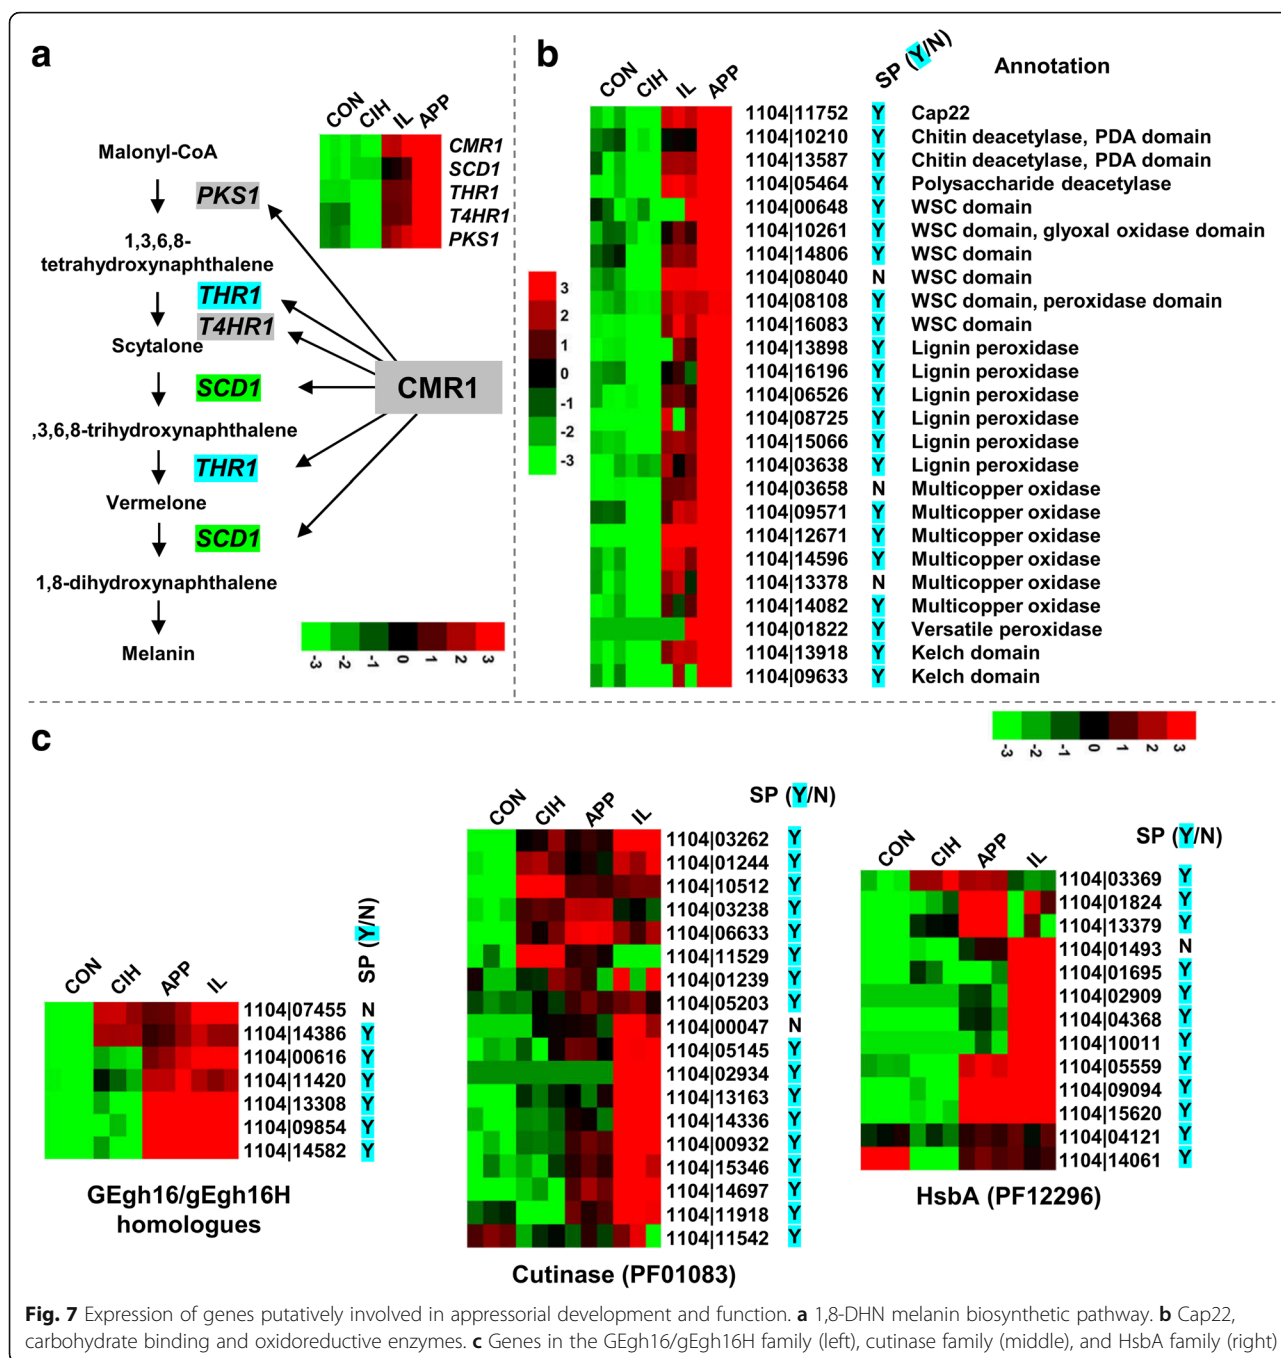 a
CON CIH IL APP
CMR1
SCD1
THR1
T4HR1
PKS1
Malonyl-CoA
PKS1
1,3,6,8-
tetrahydroxynaphthalene
THR1
T4HR1
Scytalone
SCD1
CMR1
,3,6,8-trihydroxynaphthalene
THR1
Vermelone
SCD1
1,8-dihydroxynaphthalene
Melanin
-3 -2 -1 0 1 2 3
b
CON CIH IL APP SP (Y/N) Annotation
1104|11752 Y Cap22
1104|10210 Y Chitin deacetylase, PDA domain
1104|13587 Y Chitin deacetylase, PDA domain
1104|05464 Y Polysaccharide deacetylase
1104|00648 Y WSC domain
1104|10261 Y WSC domain, glyoxal oxidase domain
1104|14806 Y WSC domain
1104|08040 N WSC domain
1104|08108 Y WSC domain, peroxidase domain
1104|16083 Y WSC domain
1104|13898 Y Lignin peroxidase
1104|16196 Y Lignin peroxidase
1104|06526 Y Lignin peroxidase
1104|08725 Y Lignin peroxidase
1104|15066 Y Lignin peroxidase
1104|03638 Y Lignin peroxidase
1104|03658 N Multicopper oxidase
1104|09571 Y Multicopper oxidase
1104|12671 Y Multicopper oxidase
1104|14596 Y Multicopper oxidase
1104|13378 N Multicopper oxidase
1104|14082 Y Multicopper oxidase
1104|01822 Y Versatile peroxidase
1104|13918 Y Kelch domain
1104|09633 Y Kelch domain
3
2
1
0
-1
-2
-3
c
-3 -2 -1 0 1 2 3
CON CIH APP IL SP (Y/N)
1104|07455 N
1104|14386 Y
1104|00616 Y
1104|11420 Y
1104|13308 Y
1104|09854 Y
1104|14582 Y
GEgh16/gEgh16H
homologues
CON CIH APP IL SP (Y/N)
1104|03262 Y
1104|01244 Y
1104|10512 Y
1104|03238 Y
1104|06633 Y
1104|11529 Y
1104|01239 Y
1104|05203 Y
1104|00047 N
1104|05145 Y
1104|02934 Y
1104|13163 Y
1104|14336 Y
1104|00932 Y
1104|15346 Y
1104|14697 Y
1104|11918 Y
1104|11542 Y
Cutinase (PF01083)
CON CIH APP IL SP (Y/N)
1104|03369 Y
1104|01824 Y
1104|13379 Y
1104|01493 N
1104|01695 Y
1104|02909 Y
1104|04368 Y
1104|10011 Y
1104|05559 Y
1104|09094 Y
1104|15620 Y
1104|04121 Y
1104|14061 Y
HsbA (PF12296)
Fig. 7 Expression of genes putatively involved in appressorial development and function. a 1,8-DHN melanin biosynthetic pathway. b Cap22,
carbohydrate binding and oxidoreductive enzymes. c Genes in the GEgh16/gEgh16H family (left), cutinase family (middle), and HsbA family (right)